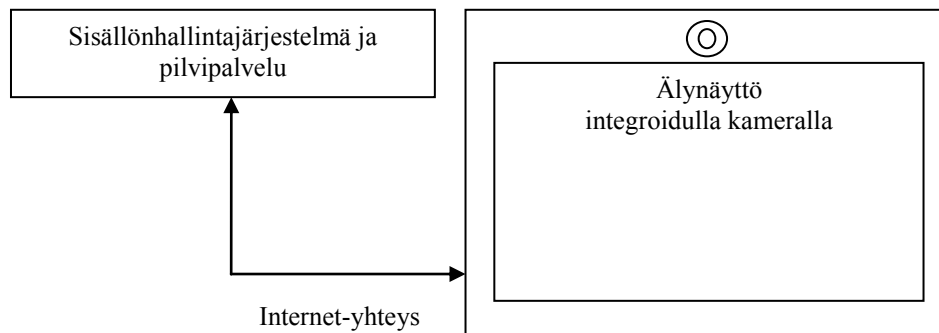 Sisällönhallintajärjestelmä ja
pilvipalvelu
Älynäyttö
integroidulla kameralla
Internet-yhteys